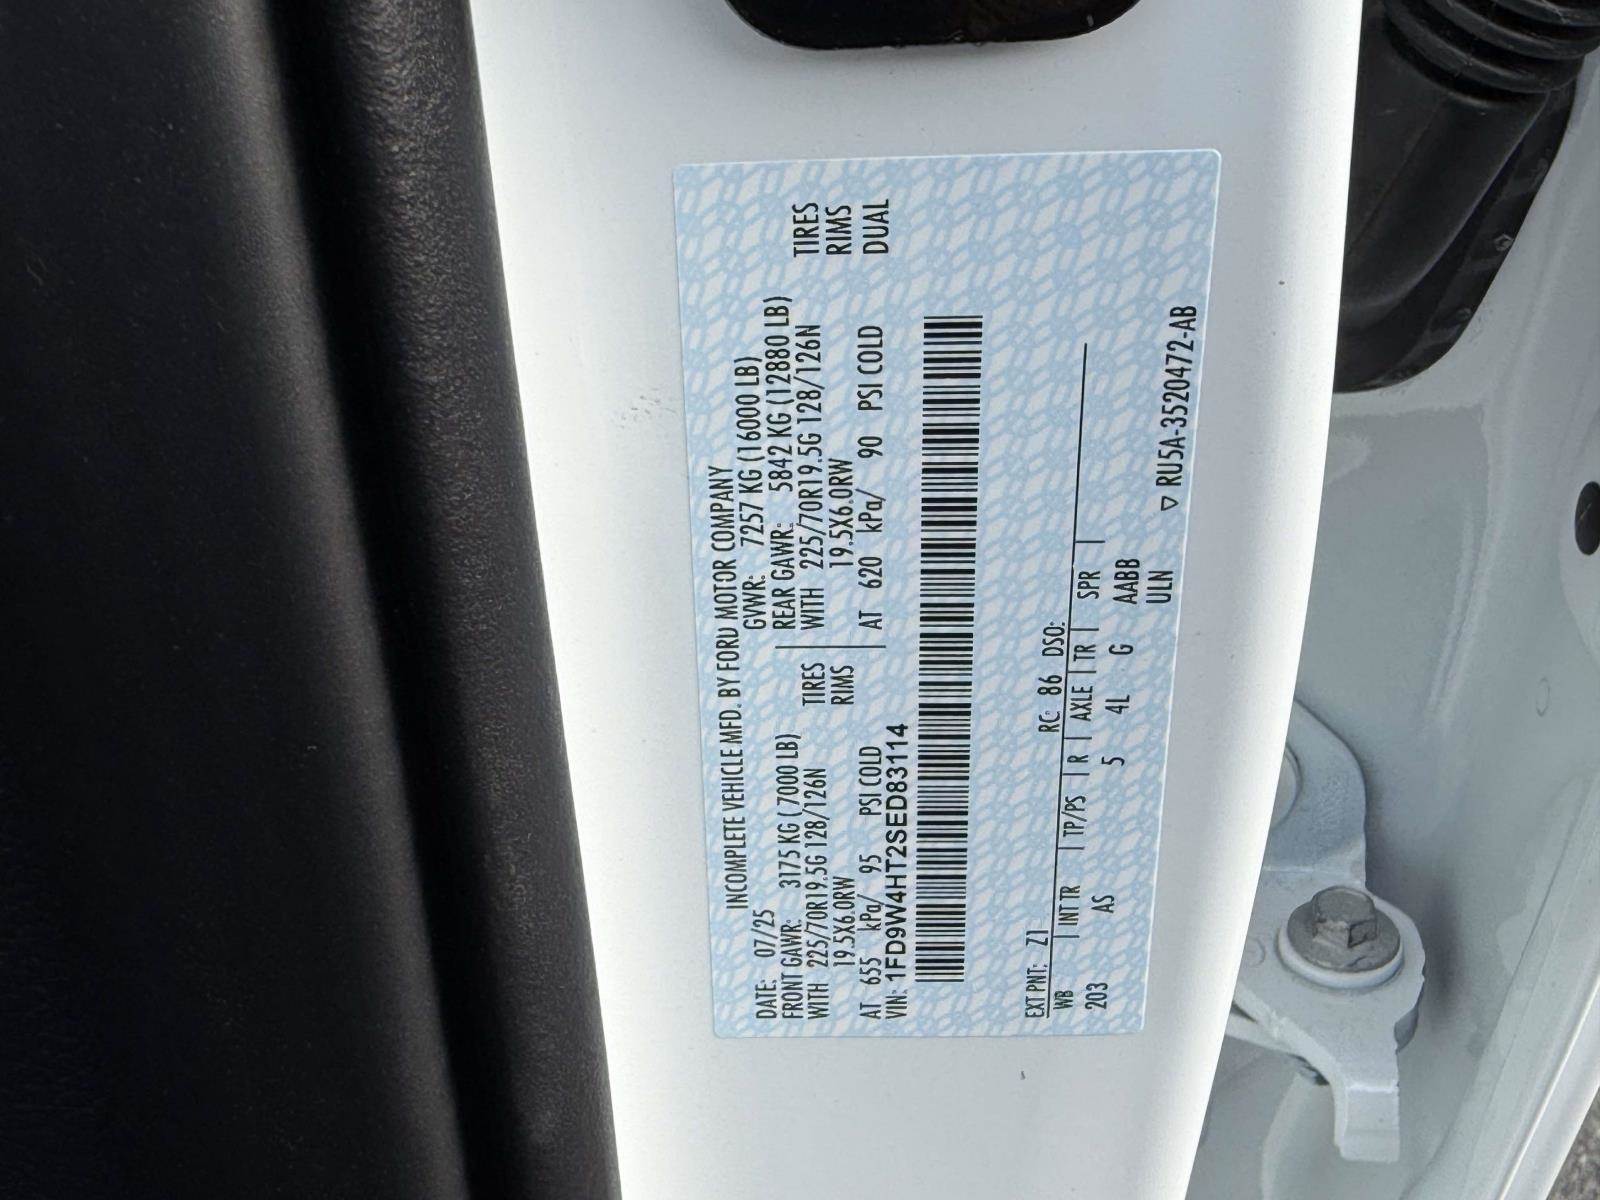 INCOMPLETE VEHICLE MFD. BY FORD MOTOR COMPANY
DATE: 07/25 GVWR: 7257 KG (16000 LB)
FRONT GAWR: 3175 KG (7000 LB) REAR GAWR: 5842 KG (12880 LB)
WITH 225/70R19.5G 128/126N TIRES WITH 225/70R19.5G 128/126N TIRES
19.5X6.0RW RIMS 19.5X6.0RW RIMS
AT 655 kPa/ 95 PSI COLD AT 620 kPa/ 90 PSI COLD DUAL
VIN: 1FD9W4HT2SED83114
EXT PNT: Z1 RC: 86 DSO:
WB INT TR TP/PS R AXLE TR SPR
203 AS 5 4L G AABB
ULN
▽ RU5A-3520472-AB